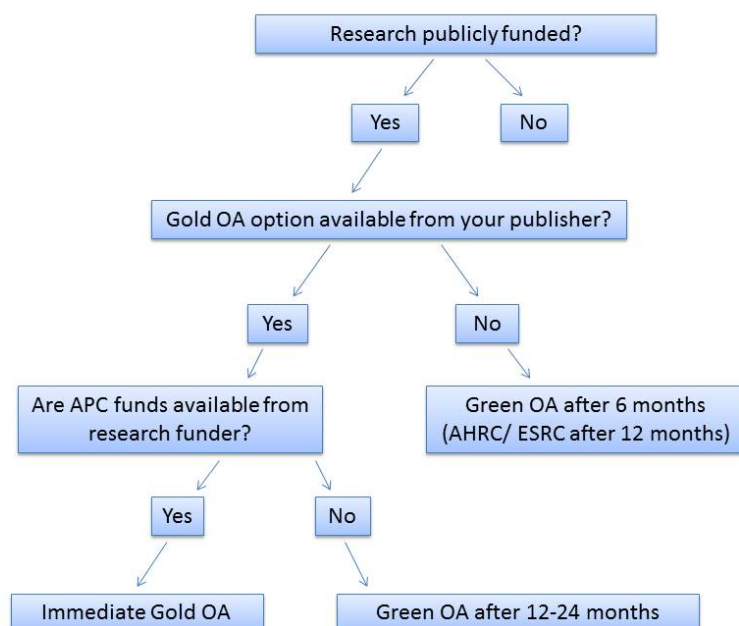 Research publicly funded?
Yes
No
Gold OA option available from your publisher?
Yes
No
Are APC funds available from
research funder?
Green OA after 6 months
(AHRC/ ESRC after 12 months)
Yes
No
Immediate Gold OA
Green OA after 12-24 months